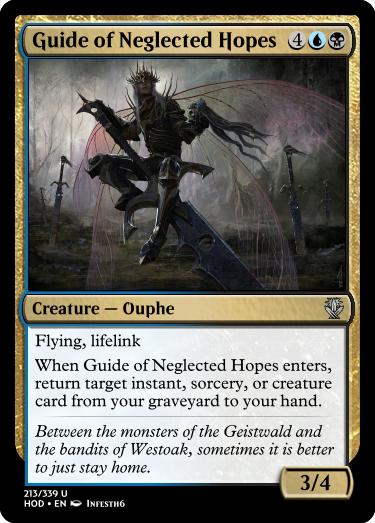 Guide of Neglected Hopes 4
Creature — Ouphe
Flying, lifelink
When Guide of Neglected Hopes enters,
return target instant, sorcery, or creature
card from your graveyard to your hand.
Between the monsters of the Geistwald and
the bandits of Westoak, sometimes it is better
to just stay home.
3/4
213/339 U
HOD • EN Infesth6